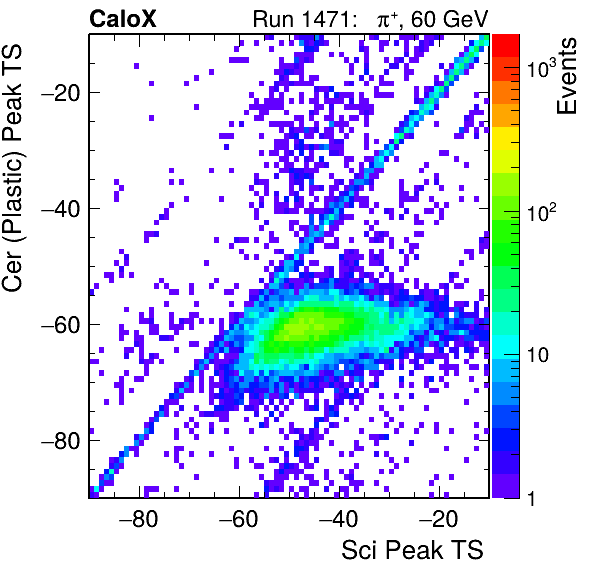 CaloX Run 1471: π⁺, 60 GeV
Cer (Plastic) Peak TS
−20
−40
−60
−80
−80 −60 −40 −20
Sci Peak TS
Events
10³
10²
10
1